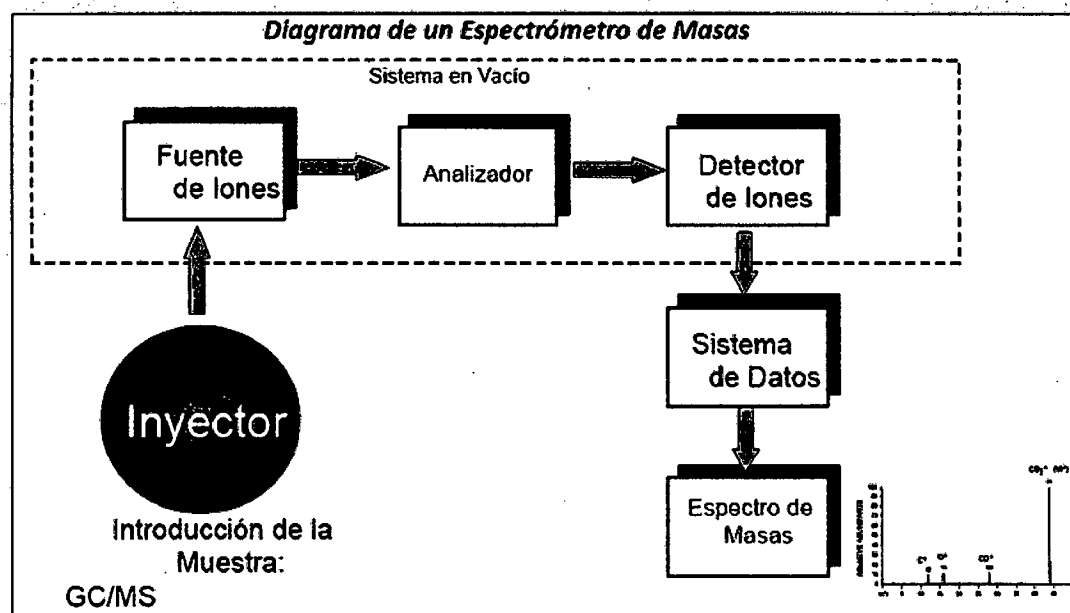 Diagrama de un Espectrómetro de Masas
Sistema en Vacío
Fuente
de Iones
Analizador
Detector
de Iones
Inyector
Sistema
de Datos
Introducción de la
Muestra:
GC/MS
Espectro de
Masas